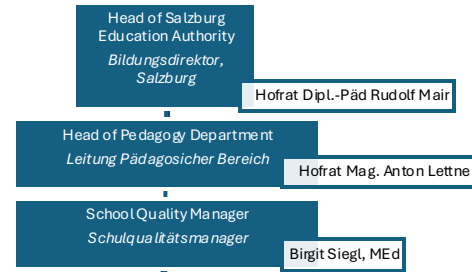 Head of Salzburg
Education Authority
Bildungsdirektor,
Salzburg
Hofrat Dipl.-Päd Rudolf Mair
Head of Pedagogy Department
Leitung Pädagosicher Bereich
Hofrat Mag. Anton Lettne
School Quality Manager
Schulqualitätsmanager
Birgit Siegl, MEd